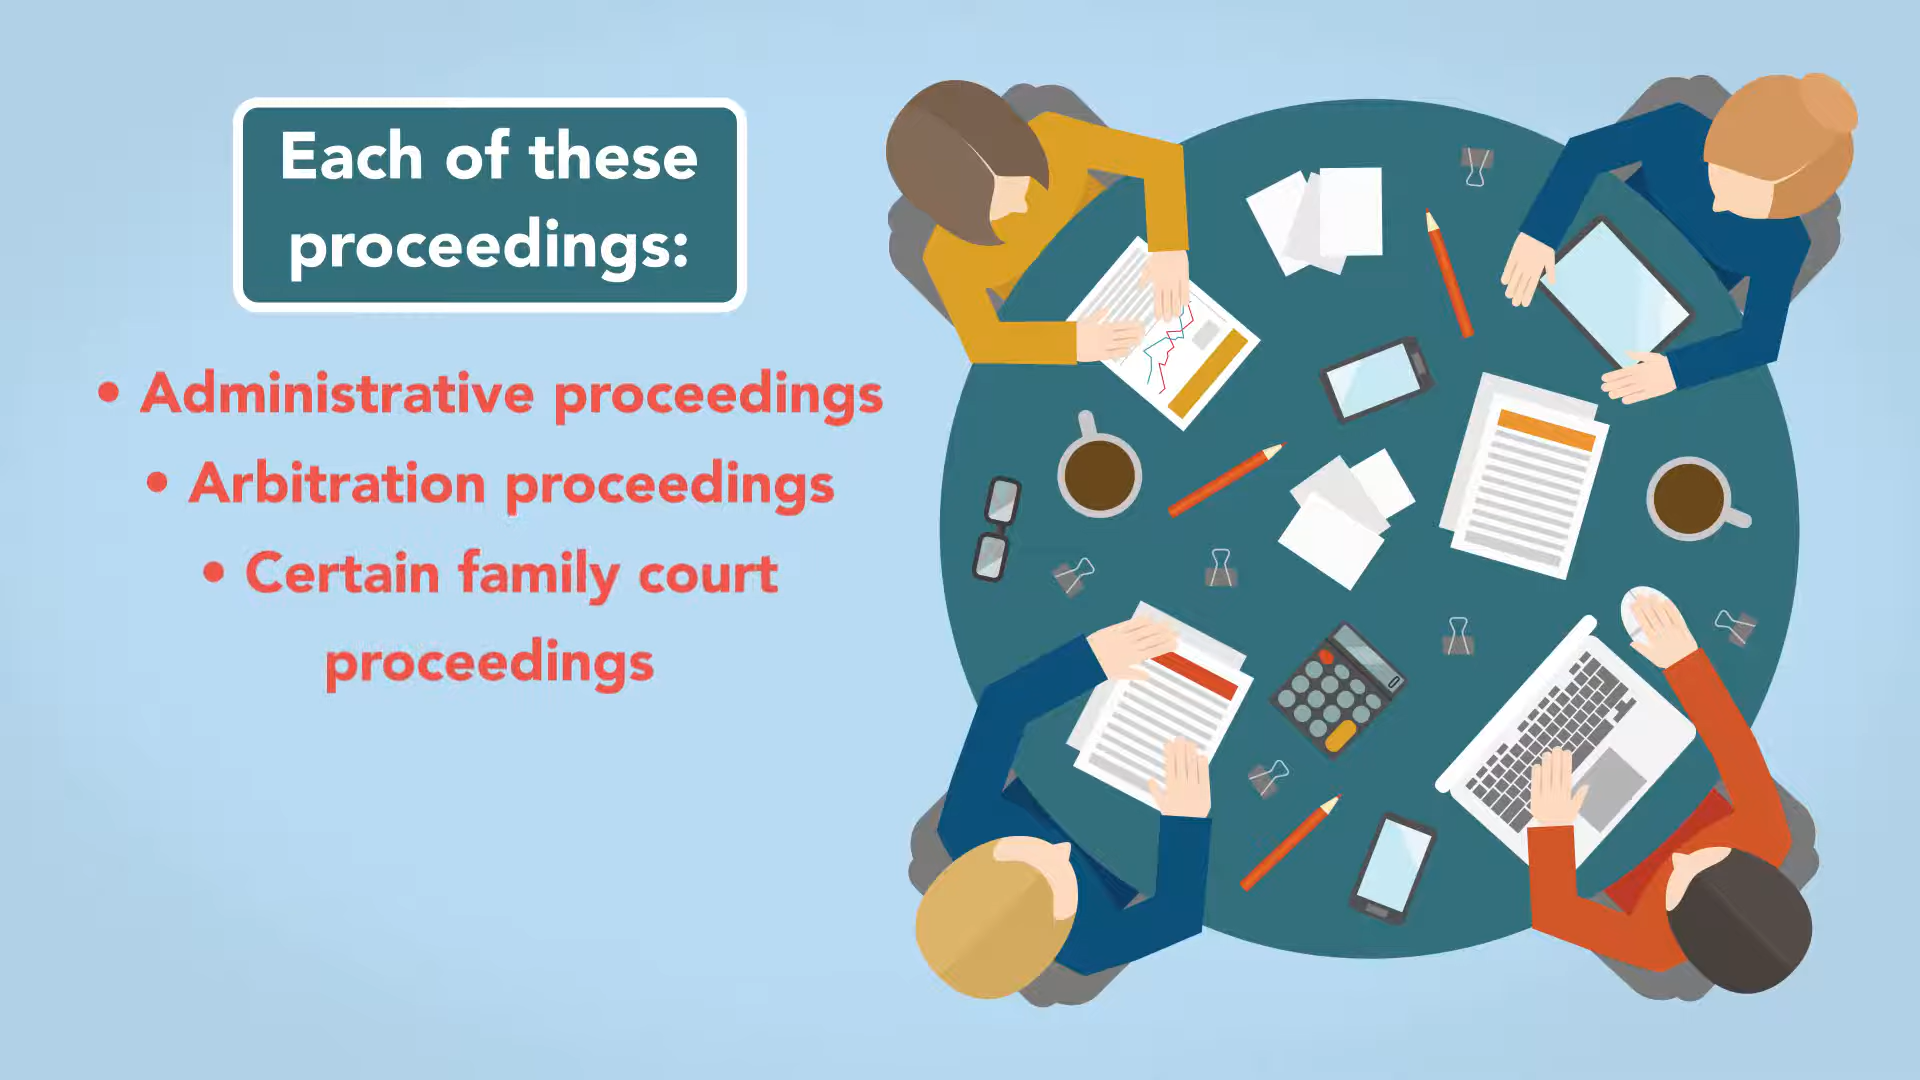 Each of these
proceedings:
• Administrative proceedings
• Arbitration proceedings
• Certain family court
proceedings